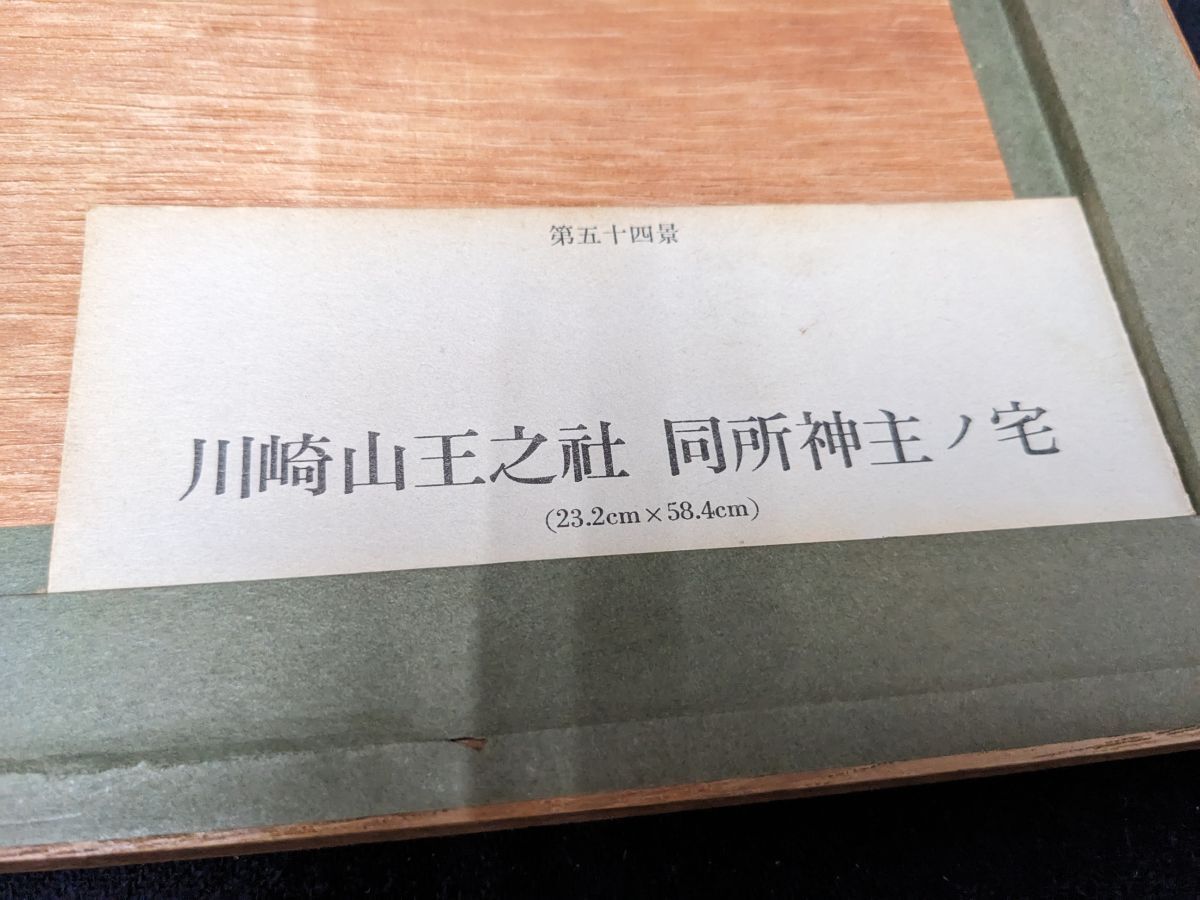 第五十四景
川崎山王之社 同所神主ノ宅
(23.2cm×58.4cm)